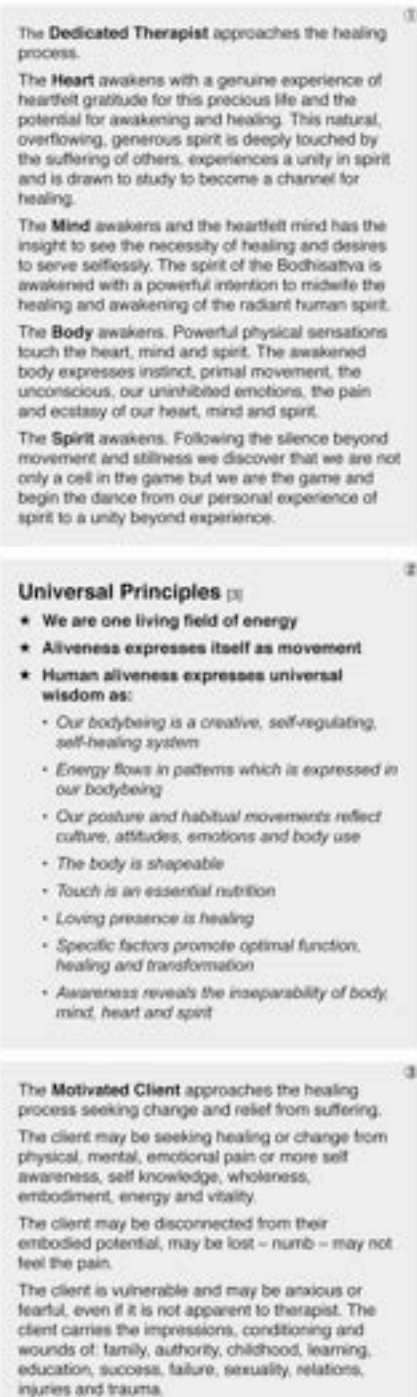 ①
The Dedicated Therapist approaches the healing
process.
The Heart awakens with a genuine experience of
heartfelt gratitude for this precious life and the
potential for awakening and healing. This natural,
overflowing, generous spirit is deeply touched by
the suffering of others, experiences a unity in spirit
and is drawn to study to become a channel for
healing.
The Mind awakens and the heartfelt mind has the
insight to see the necessity of healing and desires
to serve selflessly. The spirit of the Bodhisattva is
awakened with a powerful intention to midwife the
healing and awakening of the radiant human spirit.
The Body awakens. Powerful physical sensations
touch the heart, mind and spirit. The awakened
body expresses instinct, primal movement, the
unconscious, our uninhibited emotions, the pain
and ecstasy of our heart, mind and spirit.
The Spirit awakens. Following the silence beyond
movement and stillness we discover that we are not
only a cell in the game but we are the game and
begin the dance from our personal experience of
spirit to a unity beyond experience.
②
Universal Principles [3]
★ We are one living field of energy
★ Aliveness expresses itself as movement
★ Human aliveness expresses universal
wisdom as:
• Our bodybeing is a creative, self-regulating,
self-healing system
• Energy flows in patterns which is expressed in
our bodybeing
• Our posture and habitual movements reflect
culture, attitudes, emotions and body use
• The body is shapeable
• Touch is an essential nutrition
• Loving presence is healing
• Specific factors promote optimal function,
healing and transformation
• Awareness reveals the inseparability of body,
mind, heart and spirit
③
The Motivated Client approaches the healing
process seeking change and relief from suffering.
The client may be seeking healing or change from
physical, mental, emotional pain or more self
awareness, self knowledge, wholeness,
embodiment, energy and vitality.
The client may be disconnected from their
embodied potential, may be lost – numb – may not
feel the pain.
The client is vulnerable and may be anxious or
fearful, even if it is not apparent to therapist. The
client carries the impressions, conditioning and
wounds of: family, authority, childhood, learning,
education, success, failure, sexuality, relations,
injuries and trauma.